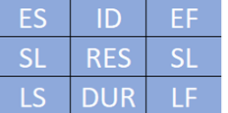 ES ID EF
SL RES SL
LS DUR LF